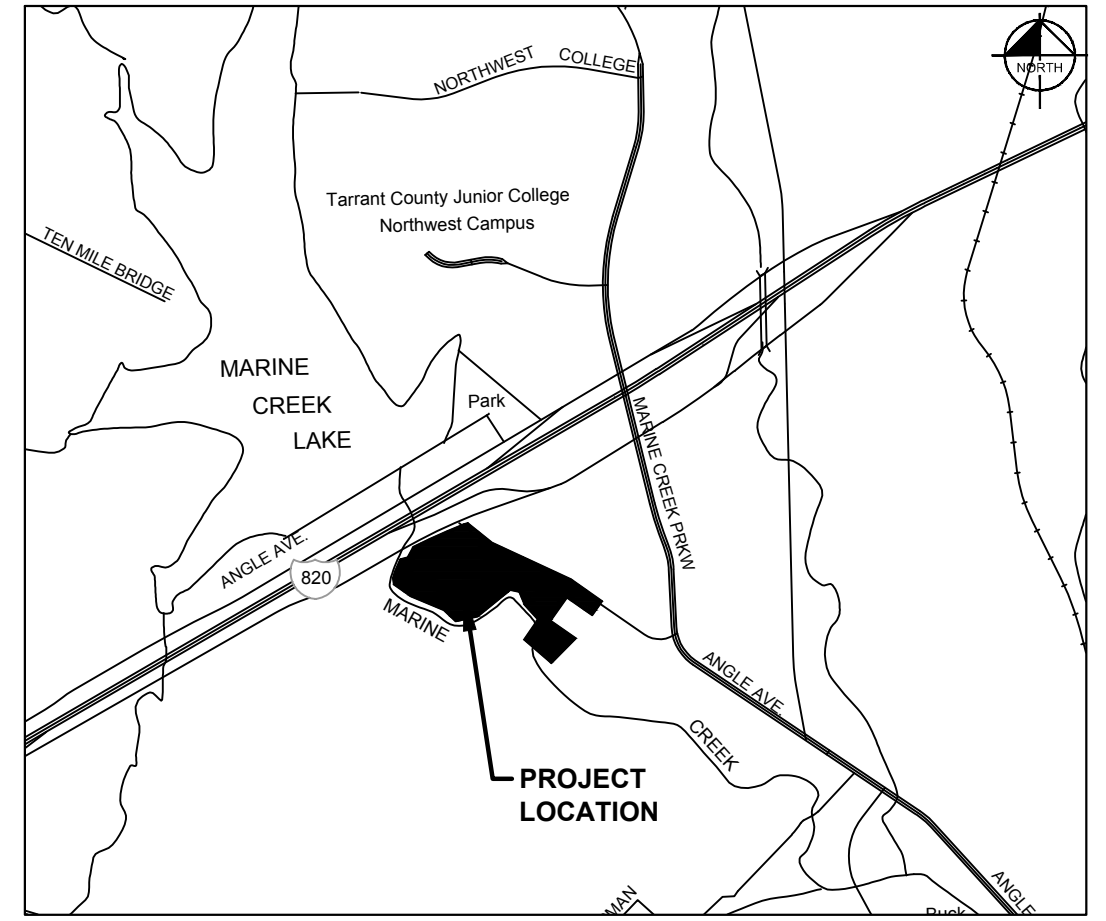 NORTHWEST COLLEGE
NORTH
Tarrant County Junior College
Northwest Campus
TEN MILE BRIDGE
MARINE
CREEK
LAKE
Park
MARINE CREEK PRKW
ANGLE AVE.
820
MARINE
ANGLE AVE.
CREEK
PROJECT
LOCATION
ANGLE